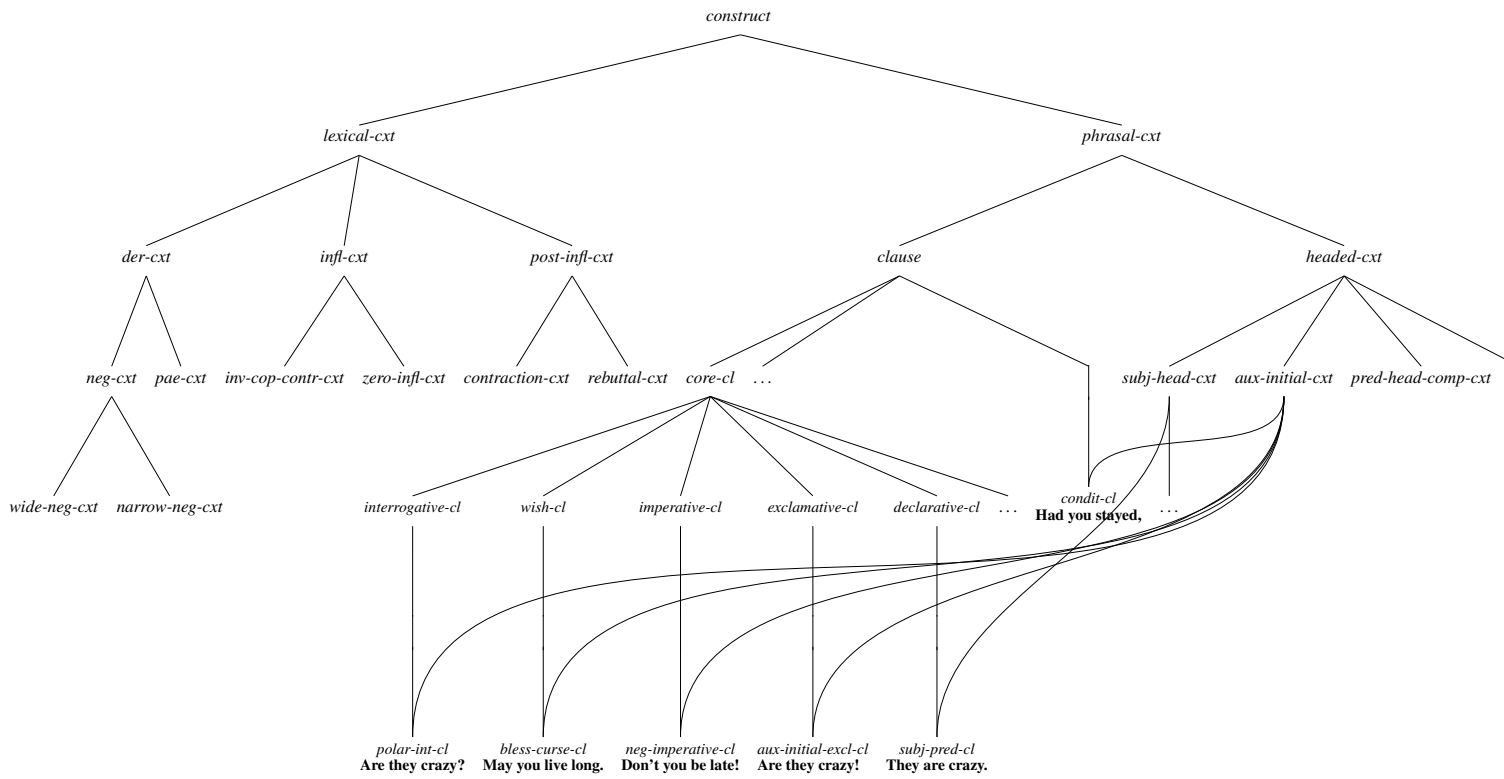 construct
lexical-cxt phrasal-cxt
der-cxt infl-cxt post-infl-cxt clause headed-cxt
neg-cxt pae-cxt inv-cop-contr-cxt zero-infl-cxt contraction-cxt rebuttal-cxt core-cl ... subj-head-cxt aux-initial-cxt pred-head-comp-cxt
wide-neg-cxt narrow-neg-cxt interrogative-cl wish-cl imperative-cl exclamative-cl declarative-cl ... condit-cl ...
Had you stayed,
polar-int-cl bless-curse-cl neg-imperative-cl aux-initial-excl-cl subj-pred-cl
Are they crazy? May you live long. Don't you be late! Are they crazy! They are crazy.